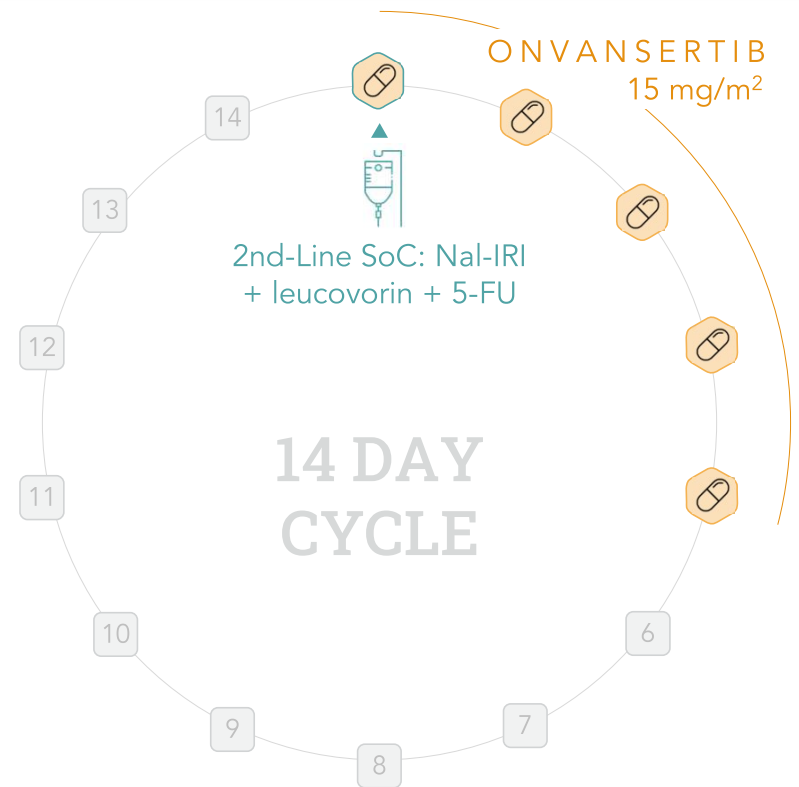 ONVANSERTIB
15 mg/m²
14
13
2nd-Line SoC: Nal-IRI
+ leucovorin + 5-FU
12
14 DAY
CYCLE
11
10
6
9
7
8